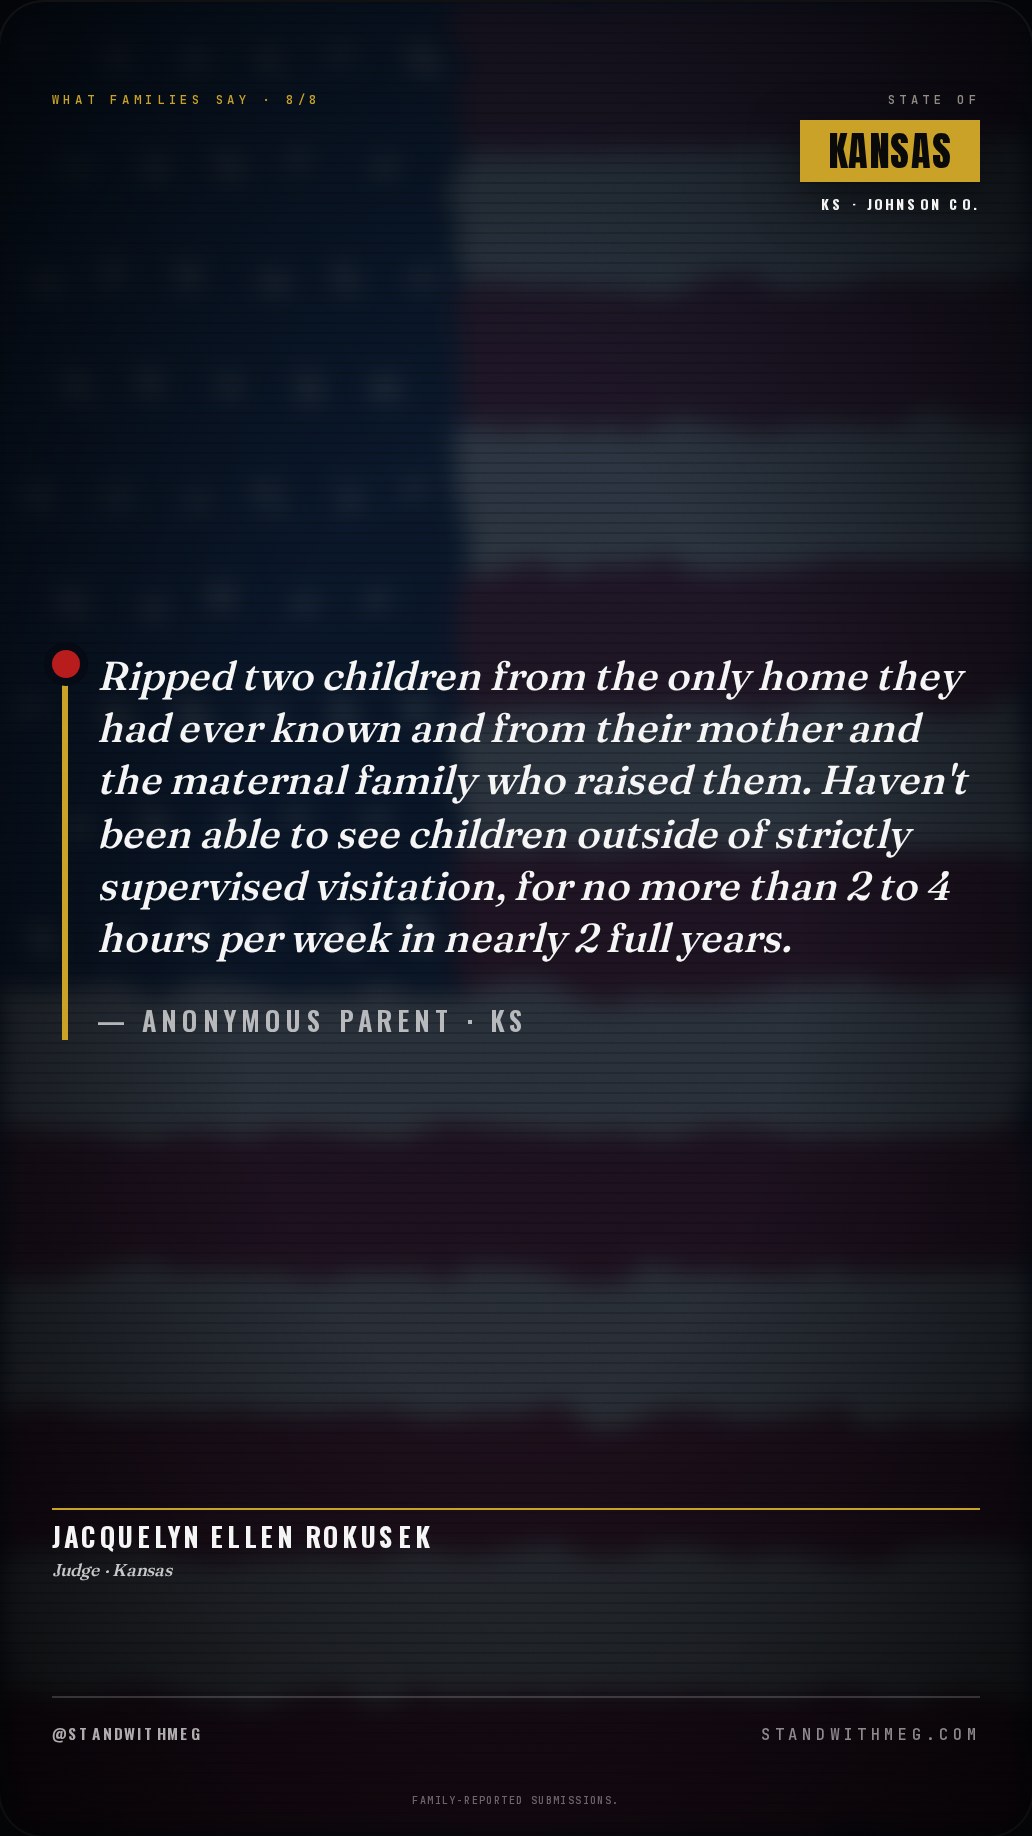 WHAT FAMILIES SAY · 8/8
STATE OF
KANSAS
KS · JOHNSON CO.
Ripped two children from the only home they
had ever known and from their mother and
the maternal family who raised them. Haven't
been able to see children outside of strictly
supervised visitation, for no more than 2 to 4
hours per week in nearly 2 full years.
— ANONYMOUS PARENT · KS
JACQUELYN ELLEN ROKUSEK
Judge · Kansas
@STANDWITHMEG
STANDWITHMEG.COM
FAMILY-REPORTED SUBMISSIONS.